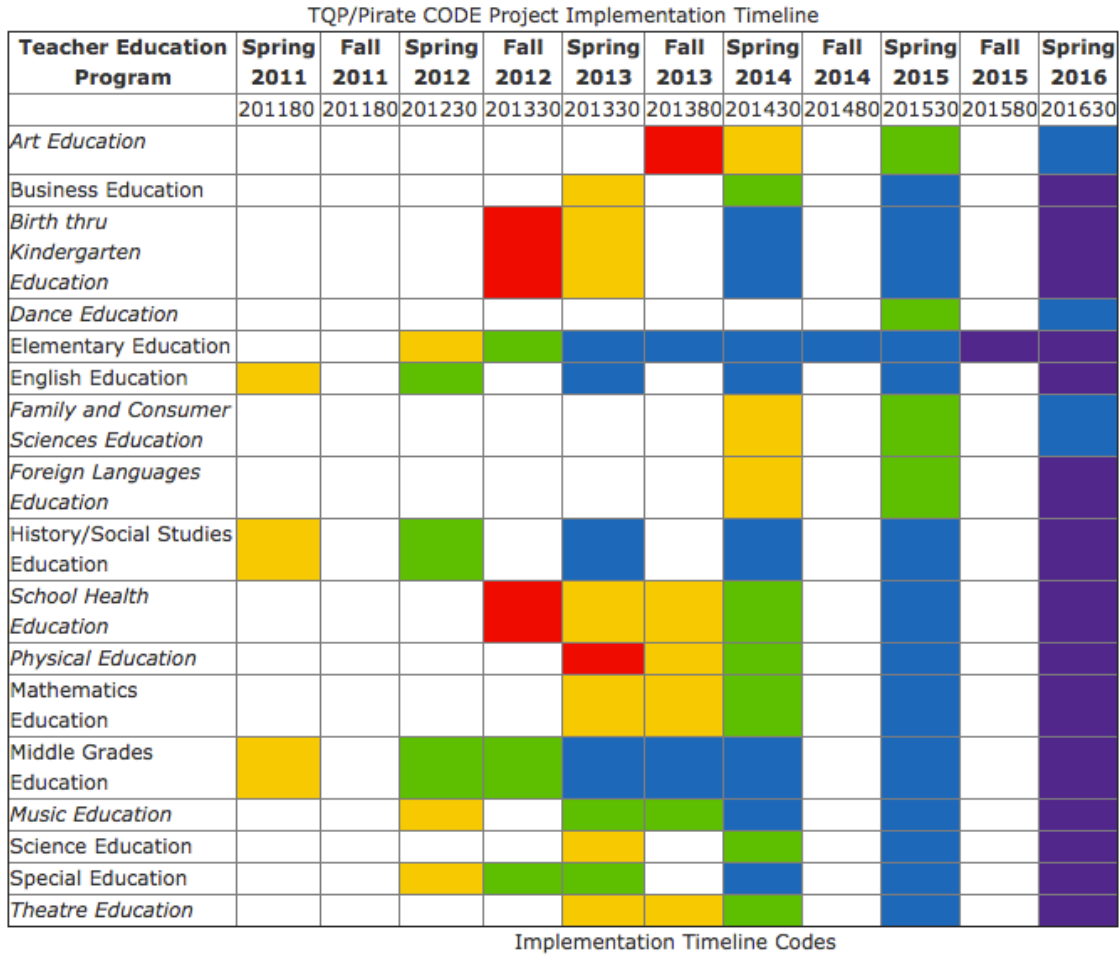 TQP/Pirate CODE Project Implementation Timeline
Teacher Education Program Spring 2011 Fall 2011 Spring 2012 Fall 2012 Spring 2013 Fall 2013 Spring 2014 Fall 2014 Spring 2015 Fall 2015 Spring 2016
201180 201180 201230 201330 201330 201380 201430 201480 201530 201580 201630
Art Education
Business Education
Birth thru
Kindergarten
Education
Dance Education
Elementary Education
English Education
Family and Consumer
Sciences Education
Foreign Languages
Education
History/Social Studies
Education
School Health
Education
Physical Education
Mathematics
Education
Middle Grades
Education
Music Education
Science Education
Special Education
Theatre Education
Implementation Timeline Codes